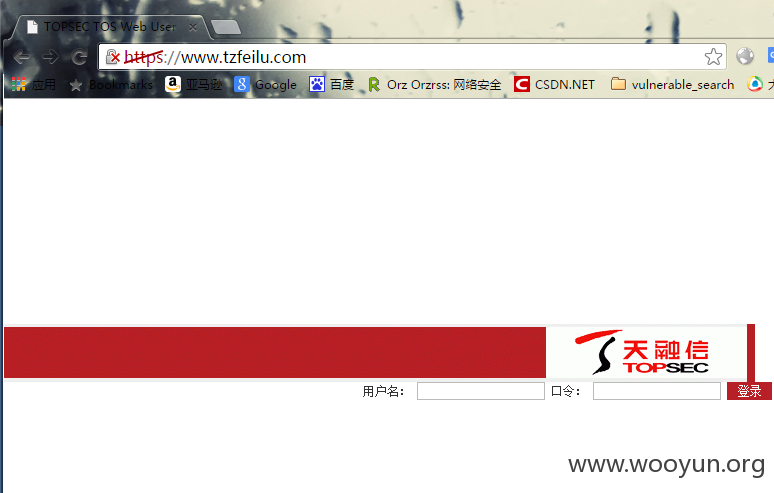 TOPSEC TOS Web User
https://www.tzfeilu.com
应用 Bookmarks 亚马逊 Google 百度 Orz Orzrss: 网络安全 CSDN.NET vulnerable_search
天融信
TOPSEC
用户名： 口令： 登录
www.wooyun.org